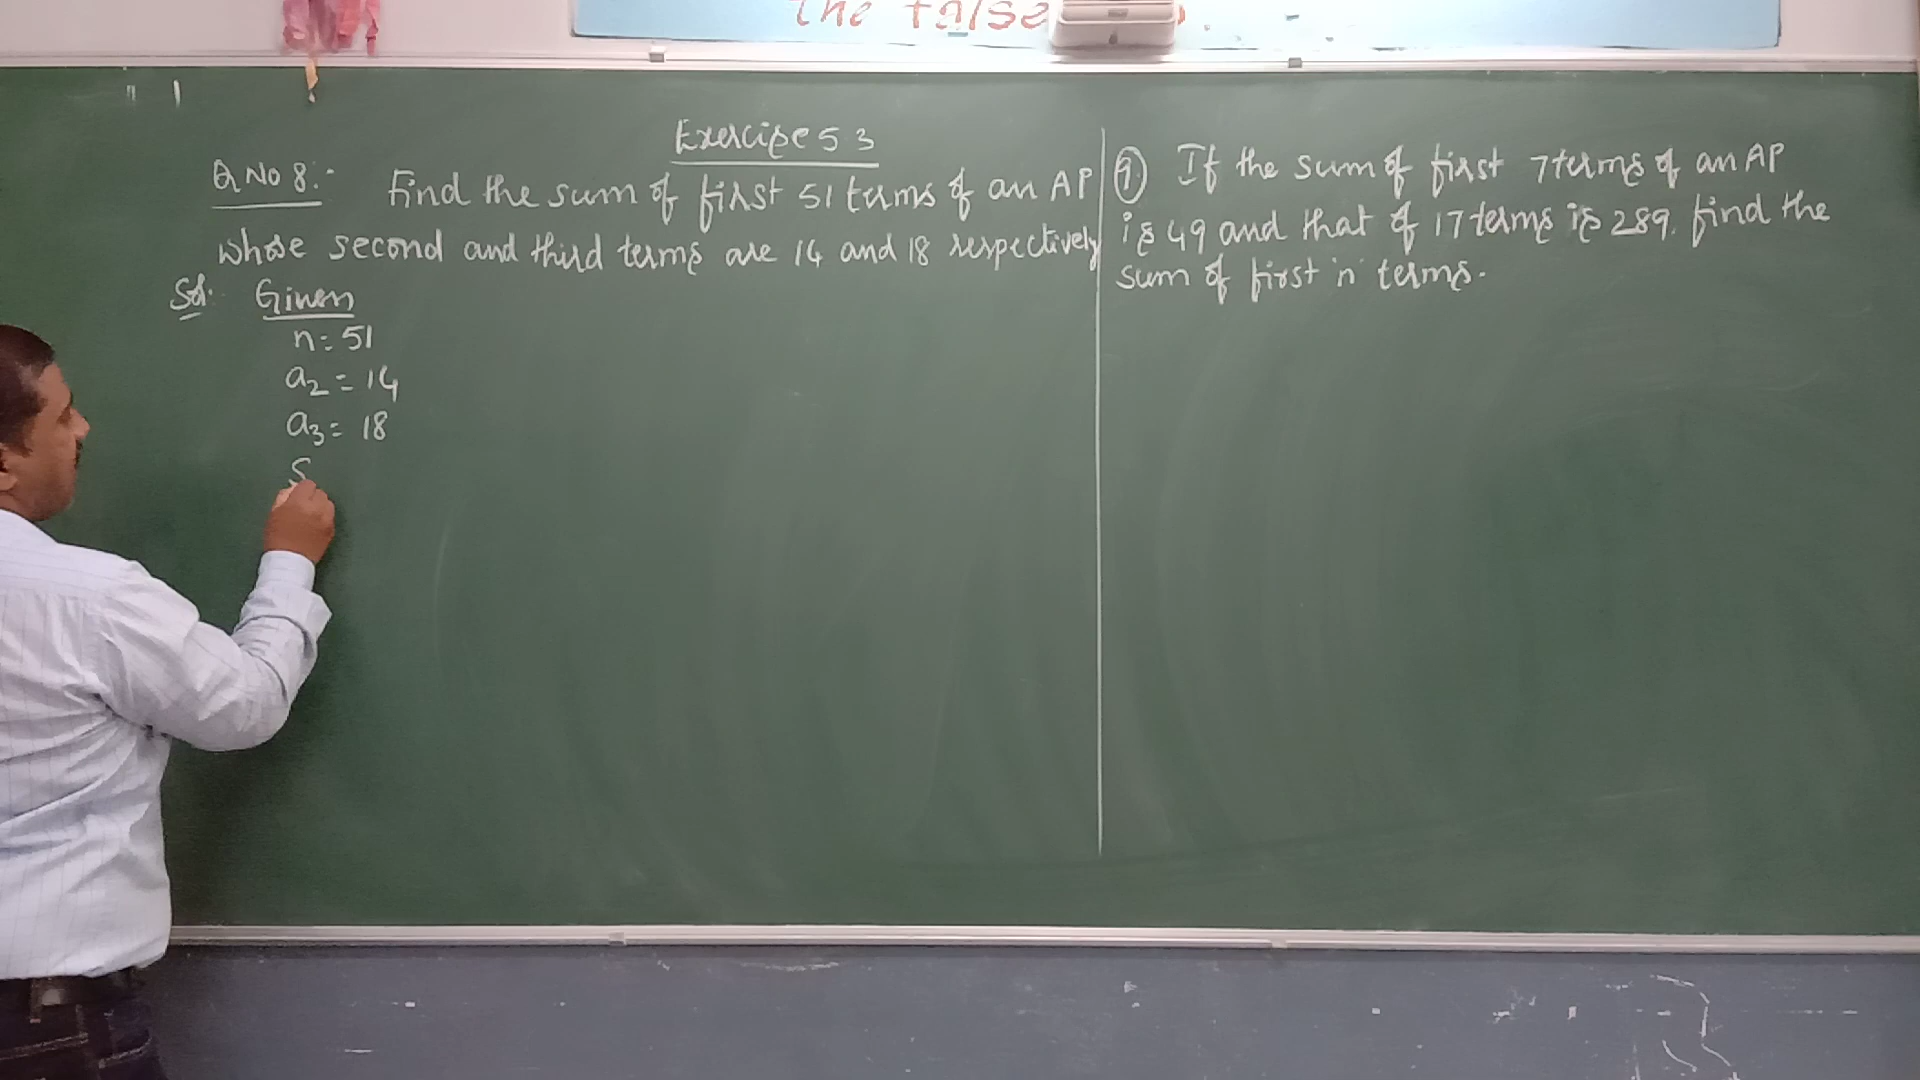 the false
Exercise 5 3
Q No 8:- Find the sum of first 51 terms of an AP
whose second and third terms are 14 and 18 respectively
Sol. Given
n = 51
a2 = 14
a3 = 18
S
9 If the sum of first 7 terms of an AP
is 49 and that of 17 terms is 289. find the
sum of first 'n' terms.